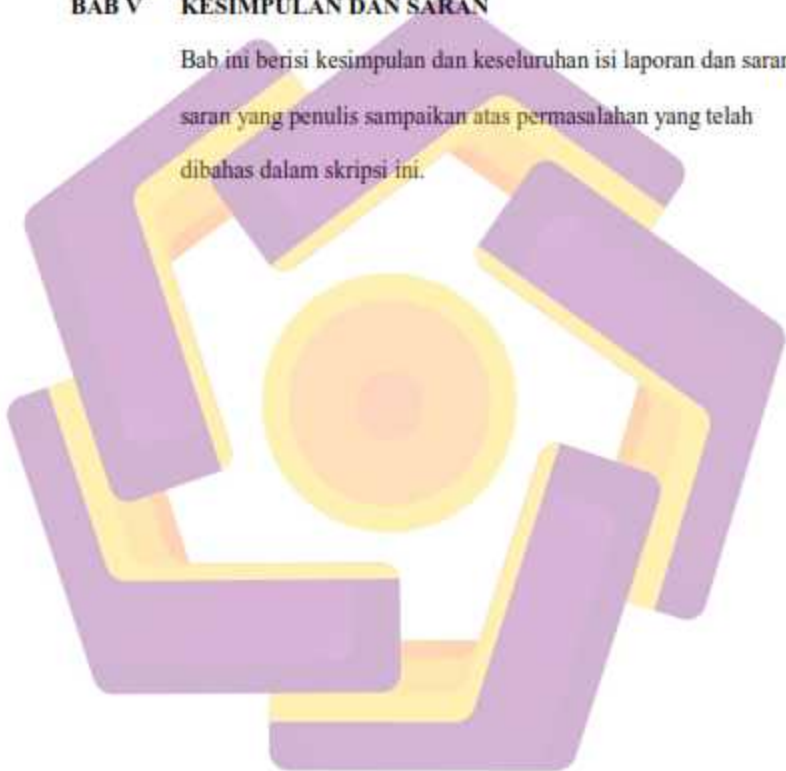 BAB V KESIMPULAN DAN SARAN
Bab ini berisi kesimpulan dan keseluruhan isi laporan dan saran
saran yang penulis sampaikan atas permasalahan yang telah
dibahas dalam skripsi ini.